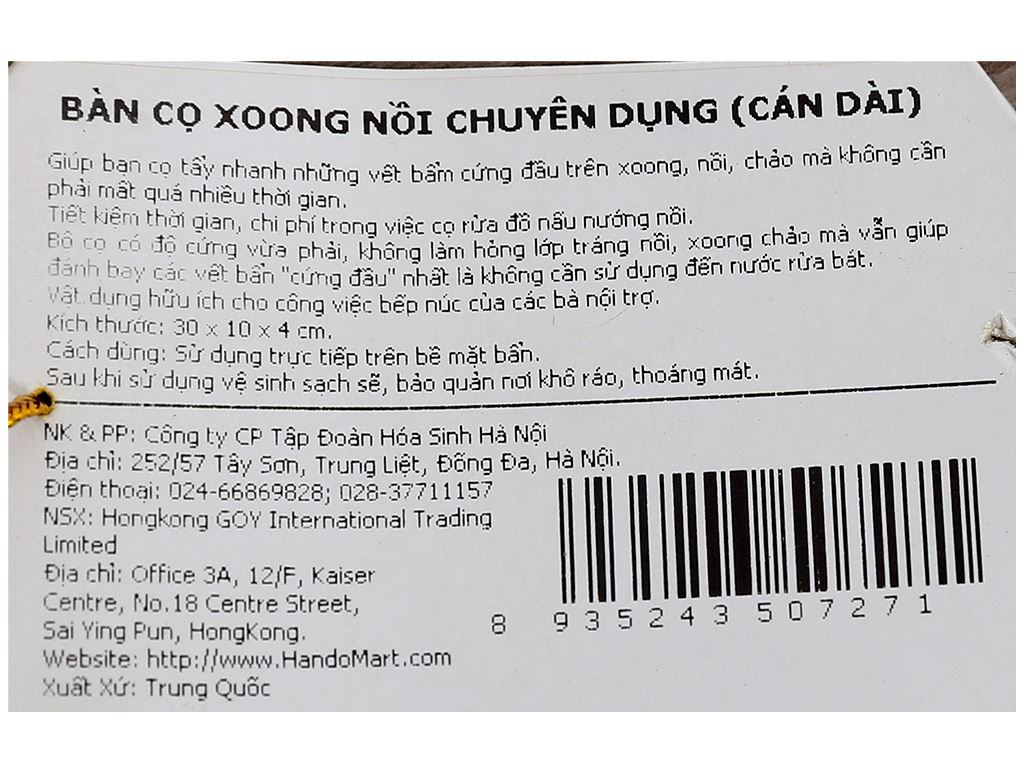 BÀN CỌ XOONG NỒI CHUYÊN DỤNG (CÁN DÀI)
Giúp bạn cọ tẩy nhanh những vết bẩm cứng đầu trên xoong, nồi, chảo mà không cần
phải mất quá nhiều thời gian.
Tiết kiệm thời gian, chi phí trong việc cọ rửa đồ nấu nướng nồi.
Bộ cọ có độ cứng vừa phải, không làm hỏng lớp tráng nồi, xoong chảo mà vẫn giúp
đánh bay các vết bẩn "cứng đầu" nhất là không cần sử dụng đến nước rửa bát.
Vật dụng hữu ích cho công việc bếp núc của các bà nội trợ.
Kích thước: 30 x 10 x 4 cm.
Cách dùng: Sử dụng trực tiếp trên bề mặt bẩn.
Sau khi sử dụng vệ sinh sạch sẽ, bảo quản nơi khô ráo, thoáng mát.
NK & PP: Công ty CP Tập Đoàn Hóa Sinh Hà Nội
Địa chỉ: 252/57 Tây Sơn, Trung Liệt, Đống Đa, Hà Nội.
Điện thoại: 024-66869828; 028-37711157
NSX: Hongkong GOY International Trading
Limited
Địa chỉ: Office 3A, 12/F, Kaiser
Centre, No.18 Centre Street,
Sai Ying Pun, HongKong.
Website: http://www.HandoMart.com
Xuất Xứ: Trung Quốc
8 935243 507271